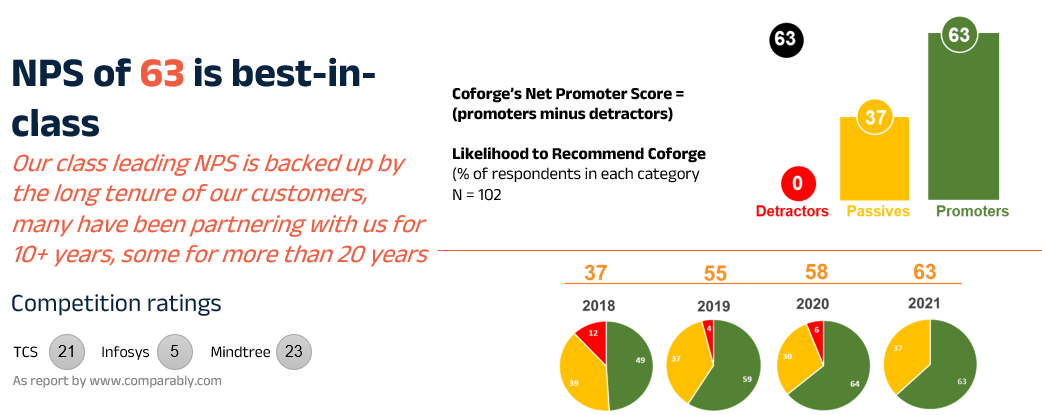 NPS of 63 is best-in-
class
Our class leading NPS is backed up by
the long tenure of our customers,
many have been partnering with us for
10+ years, some for more than 20 years
Competition ratings
TCS 21 Infosys 5 Mindtree 23
As report by www.comparably.com
Coforge's Net Promoter Score =
(promoters minus detractors)
Likelihood to Recommend Coforge
(% of respondents in each category
N = 102
63
63
37
0
Detractors Passives Promoters
37 55 58 63
2018 2019 2020 2021
12 49 39
4 37 59
6 30 64
37 63